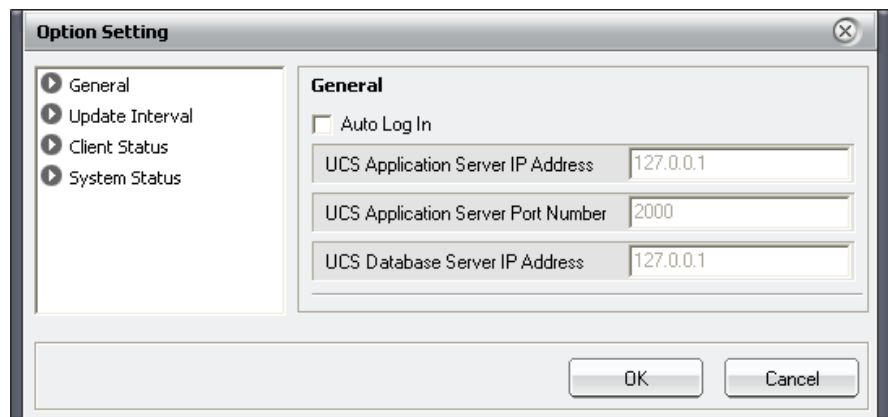 Option Setting
General
Update Interval
Client Status
System Status
General
Auto Log In
UCS Application Server IP Address 127.0.0.1
UCS Application Server Port Number 2000
UCS Database Server IP Address 127.0.0.1
OK Cancel